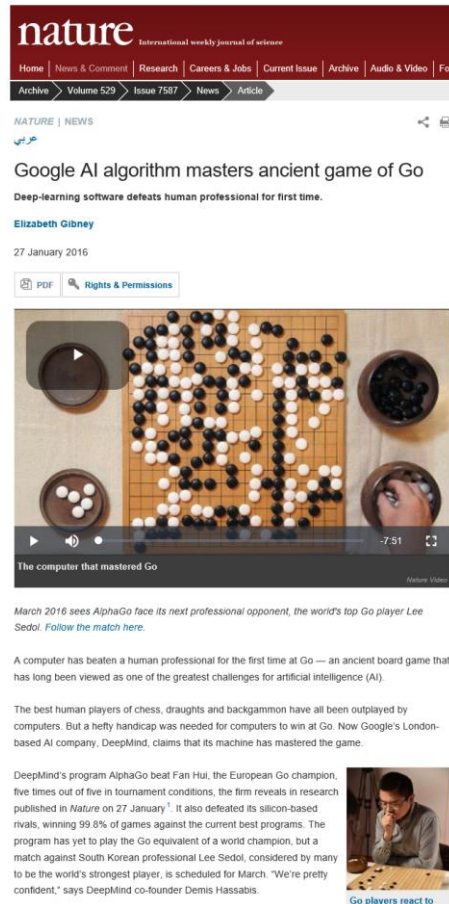 nature International weekly journal of science
Home News & Comment Research Careers & Jobs Current Issue Archive Audio & Video
Archive Volume 529 Issue 7587 News Article
NATURE | NEWS
عربي
Google AI algorithm masters ancient game of Go
Deep-learning software defeats human professional for first time.
Elizabeth Gibney
27 January 2016
PDF Rights & Permissions
-7:51
The computer that mastered Go
Nature Video
March 2016 sees AlphaGo face its next professional opponent, the world's top Go player Lee
Sedol. Follow the match here.
A computer has beaten a human professional for the first time at Go — an ancient board game that
has long been viewed as one of the greatest challenges for artificial intelligence (AI).
The best human players of chess, draughts and backgammon have all been outplayed by
computers. But a hefty handicap was needed for computers to win at Go. Now Google's London-
based AI company, DeepMind, claims that its machine has mastered the game.
DeepMind's program AlphaGo beat Fan Hui, the European Go champion,
five times out of five in tournament conditions, the firm reveals in research
published in Nature on 27 January 1. It also defeated its silicon-based
rivals, winning 99.8% of games against the current best programs. The
program has yet to play the Go equivalent of a world champion, but a
match against South Korean professional Lee Sedol, considered by many
to be the world's strongest player, is scheduled for March. "We're pretty
confident," says DeepMind co-founder Demis Hassabis.
Go players react to